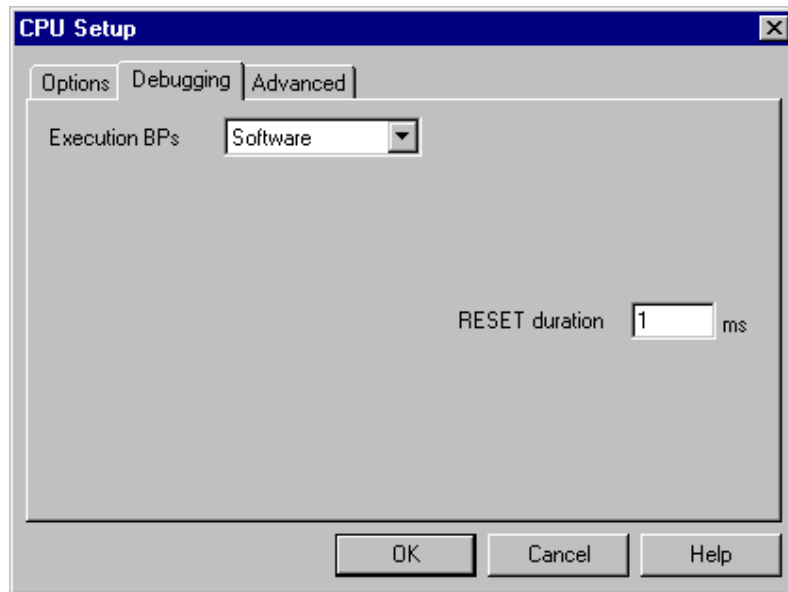 CPU Setup
Options Debugging Advanced
Execution BPs Software
RESET duration 1 ms
OK Cancel Help